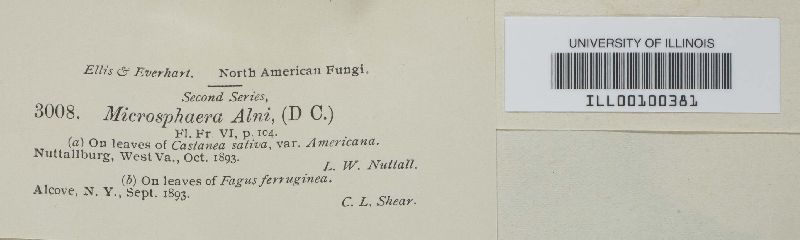 Ellis & Everhart. North American Fungi.
Second Series,
3008. Microsphaera Alni, (D C.)
Fl. Fr VI, p. 104.
(a) On leaves of Castanea sativa, var. Americana.
Nuttallburg, West Va., Oct. 1893.
L. W. Nuttall.
(b) On leaves of Fagus ferruginea.
Alcove, N. Y., Sept. 1893.
C. L. Shear.
UNIVERSITY OF ILLINOIS
ILL00100381